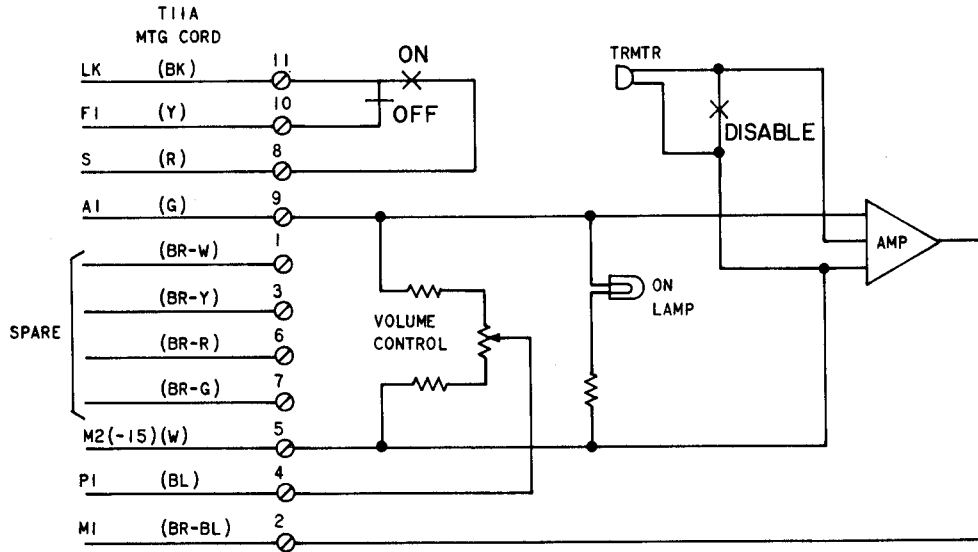 T11A
MTG CORD
LK (BK) 11
ON
F1 (Y) 10
OFF
S (R) 8
A1 (G) 9
SPARE
(BR-W) 1
(BR-Y) 3
(BR-R) 6
(BR-G) 7
M2(-15)(W) 5
P1 (BL) 4
M1 (BR-BL) 2
VOLUME
CONTROL
TRMTR
DISABLE
ON
LAMP
AMP